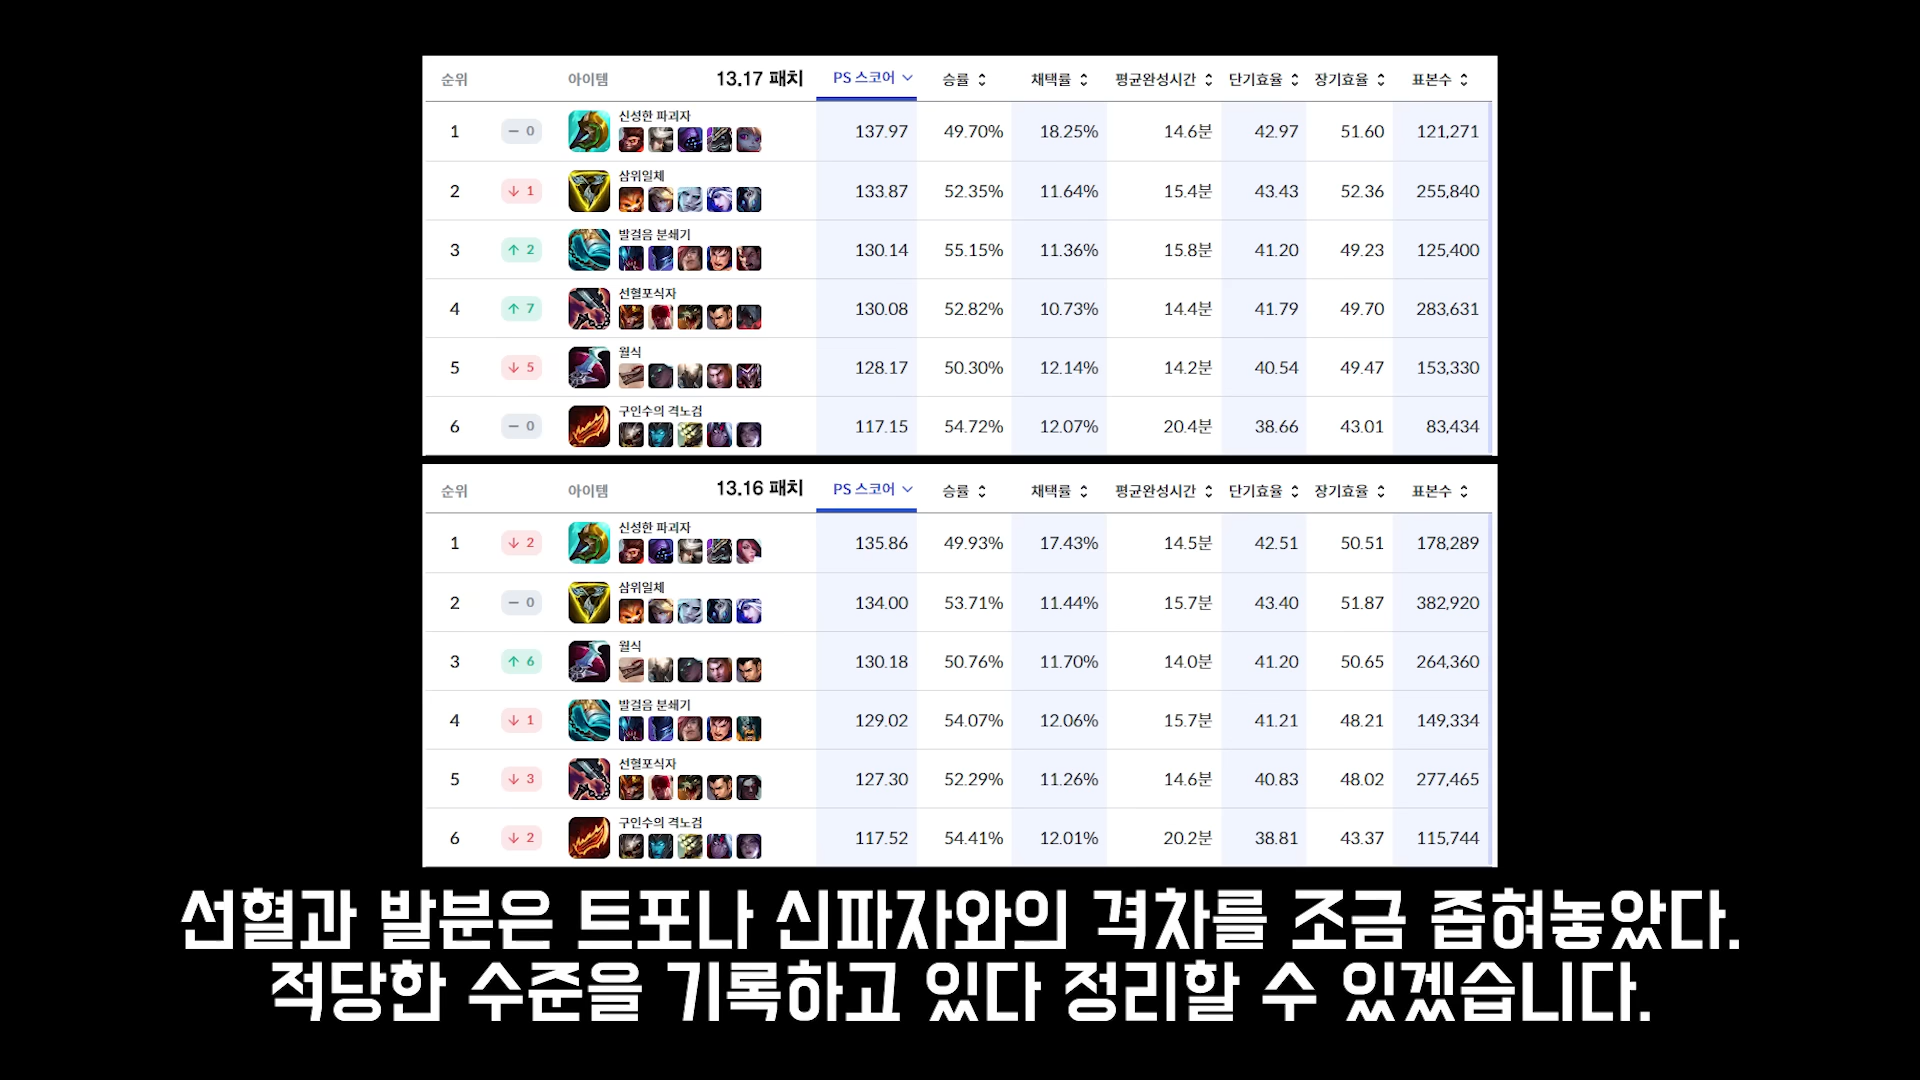 순위 아이템 13.17 패치 PS 스코어 승률 채택률 평균완성시간 단기효율 장기효율 표본수
1 0 신성한 파괴자 137.97 49.70% 18.25% 14.6분 42.97 51.60 121,271
2 1 삼위일체 133.87 52.35% 11.64% 15.4분 43.43 52.36 255,840
3 2 발걸음 분쇄기 130.14 55.15% 11.36% 15.8분 41.20 49.23 125,400
4 7 선혈포식자 130.08 52.82% 10.73% 14.4분 41.79 49.70 283,631
5 5 월식 128.17 50.30% 12.14% 14.2분 40.54 49.47 153,330
6 0 구인수의 격노검 117.15 54.72% 12.07% 20.4분 38.66 43.01 83,434
순위 아이템 13.16 패치 PS 스코어 승률 채택률 평균완성시간 단기효율 장기효율 표본수
1 2 신성한 파괴자 135.86 49.93% 17.43% 14.5분 42.51 50.51 178,289
2 0 삼위일체 134.00 53.71% 11.44% 15.7분 43.40 51.87 382,920
3 6 월식 130.18 50.76% 11.70% 14.0분 41.20 50.65 264,360
4 1 발걸음 분쇄기 129.02 54.07% 12.06% 15.7분 41.21 48.21 149,334
5 3 선혈포식자 127.30 52.29% 11.26% 14.6분 40.83 48.02 277,465
6 2 구인수의 격노검 117.52 54.41% 12.01% 20.2분 38.81 43.37 115,744
선혈과 발분은 트포나 신파자와의 격차를 조금 좁혀놓았다.
적당한 수준을 기록하고 있다 정리할 수 있겠습니다.